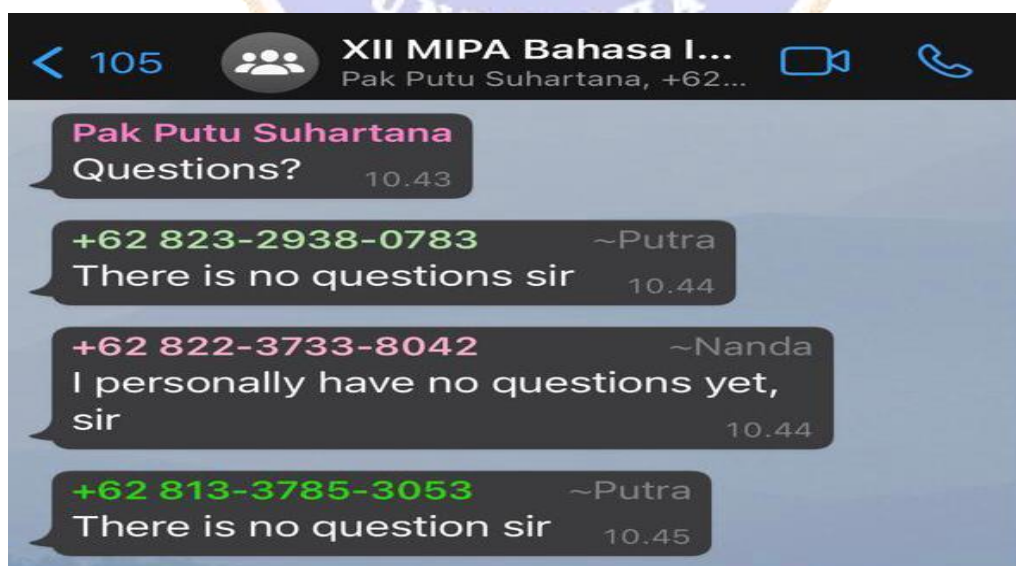 105
XII MIPA Bahasa I...
Pak Putu Suhartana, +62...
Pak Putu Suhartana
Questions? 10.43
+62 823-2938-0783 ~Putra
There is no questions sir 10.44
+62 822-3733-8042 ~Nanda
I personally have no questions yet,
sir 10.44
+62 813-3785-3053 ~Putra
There is no question sir 10.45